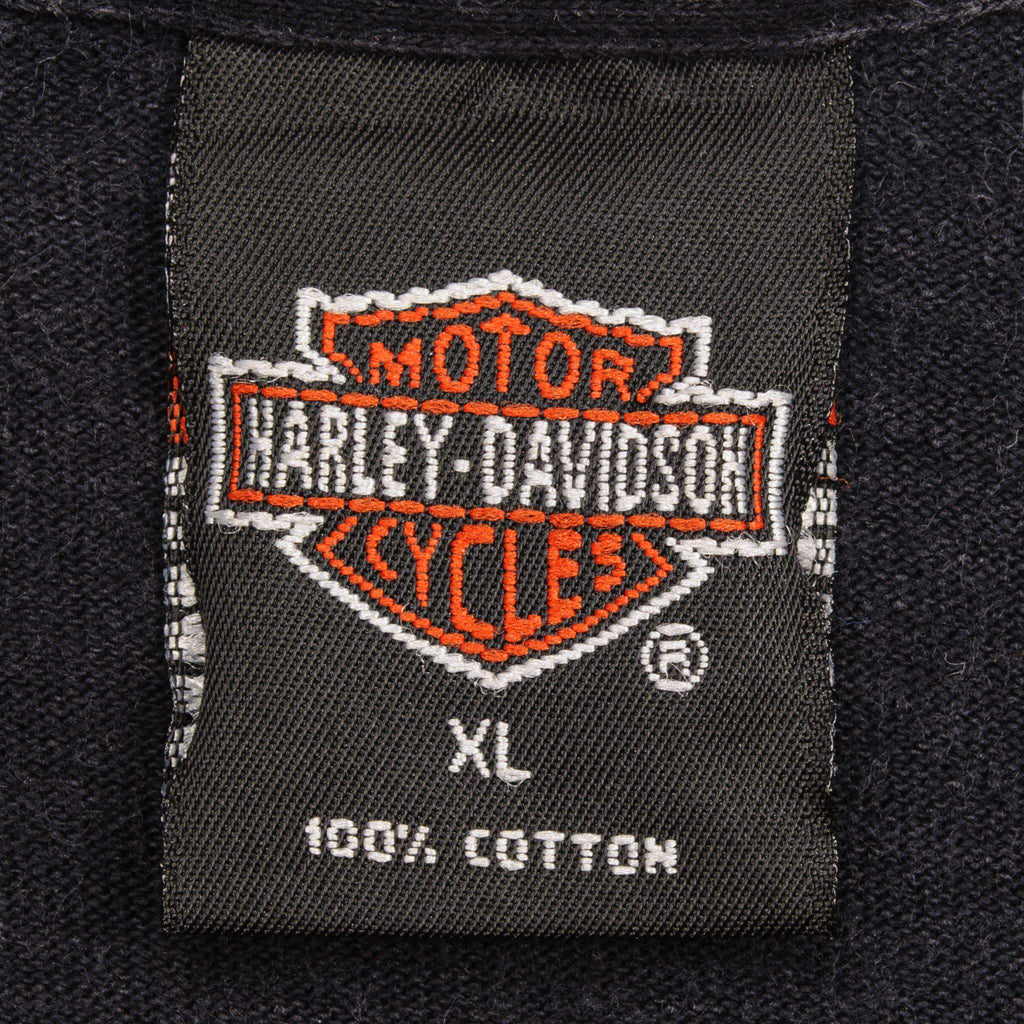 MOTOR
HARLEY-DAVIDSON
CYCLES
®
XL
100% COTTON